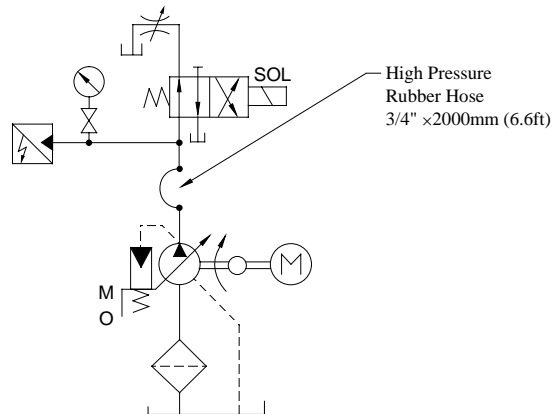 SOL
High Pressure
Rubber Hose
3/4" ×2000mm (6.6ft)
M
O
M